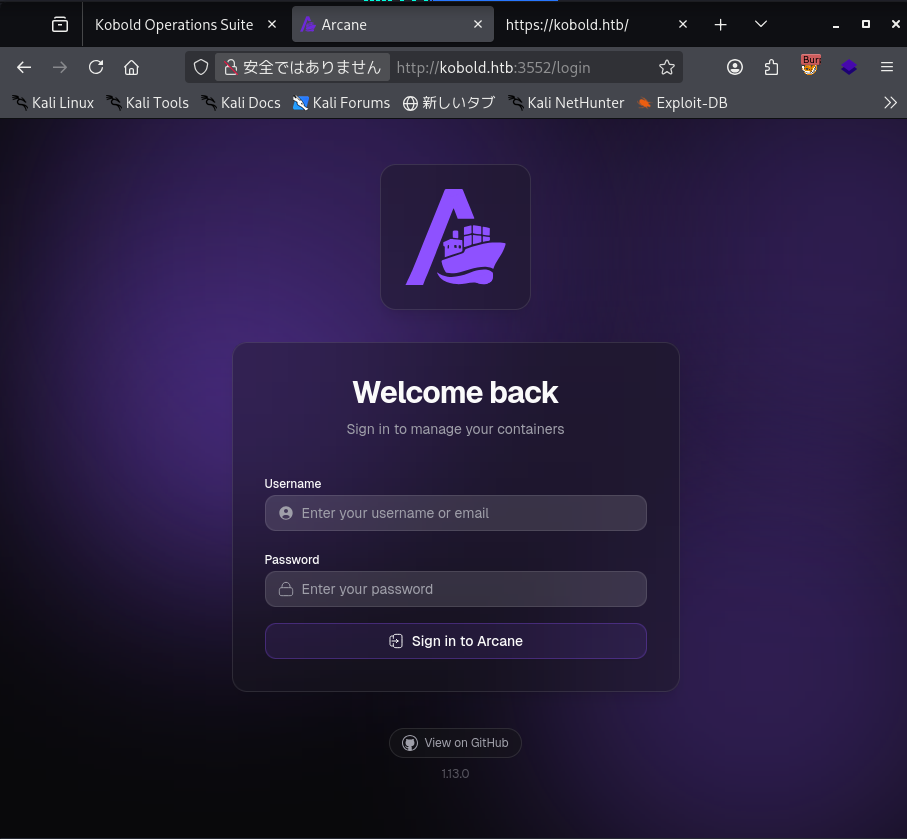 Kobold Operations Suite
Arcane
https://kobold.htb/
安全ではありません
http://kobold.htb:3552/login
Burp
Kali Linux
Kali Tools
Kali Docs
Kali Forums
新しいタブ
Kali NetHunter
Exploit-DB
Welcome back
Sign in to manage your containers
Username
Enter your username or email
Password
Enter your password
Sign in to Arcane
View on GitHub
1.13.0